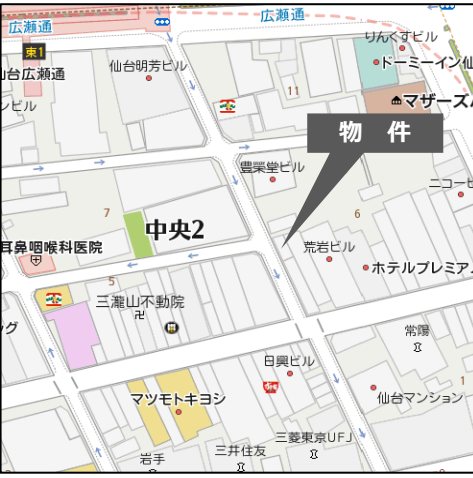 広瀬通
広瀬通
りんくすビル
東1
仙台広瀬通
仙台明芳ビル
ドーミーイン仙
11
マザーズ
物 件
豊栄堂ビル
ニコービ
7
6
中央2
耳鼻咽喉科医院
荒岩ビル
ホテルプレミア
5
三瀧山不動院
常陽
日興ビル
1
マツモトキヨシ
仙台マンション
三菱東京UFJ
三井住友
岩手